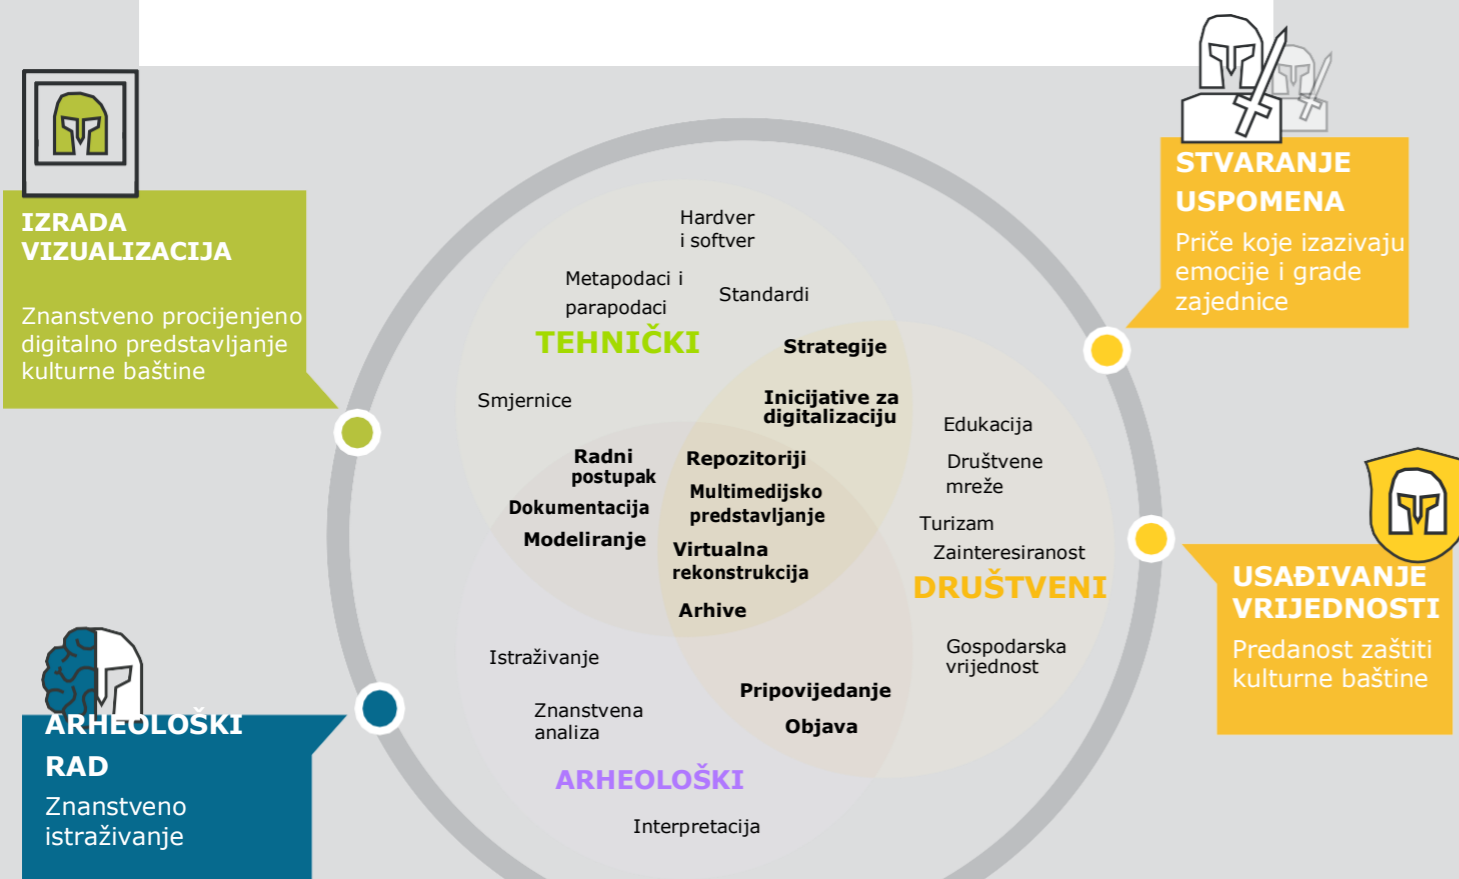 IZRADA
VIZUALIZACIJA
Znanstveno procijenjeno
digitalno predstavljanje
kulturne baštine
STVARANJE
USPOMENA
Priče koje izazivaju
emocije i grade
zajednice
Hardver
i softver
Metapodaci i
parapodaci
Standardi
TEHNIČKI
Strategije
Smjernice
Inicijative za
digitalizaciju
Radni
postupak
Dokumentacija
Modeliranje
Repozitoriji
Multimedijsko
predstavljanje
Virtualna
rekonstrukcija
Arhive
Edukacija
Društvene
mreže
Turizam
Zainteresiranost
DRUŠTVENI
Gospodarska
vrijednost
USAĐIVANJE
VRIJEDNOSTI
Predanost zaštiti
kulturne baštine
Istraživanje
Znanstvena
analiza
Pripovijedanje
Objava
ARHEOLOŠKI
Interpretacija
ARHEOLOŠKI
RAD
Znanstveno
istraživanje